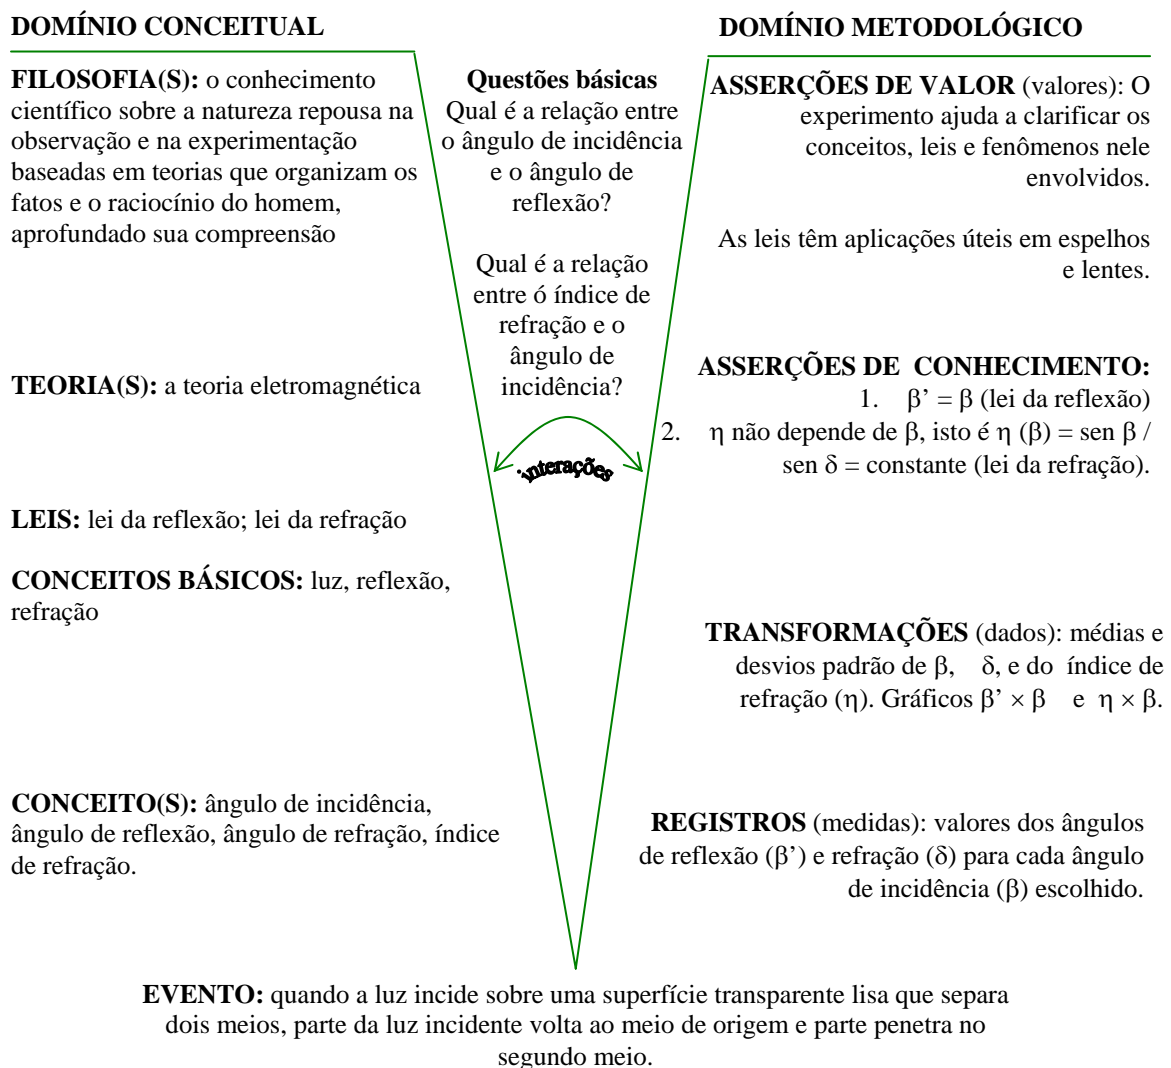 DOMÍNIO CONCEITUAL
FILOSOFIA(S): o conhecimento
científico sobre a natureza repousa na
observação e na experimentação
baseadas em teorias que organizam os
fatos e o raciocínio do homem,
aprofundado sua compreensão
TEORIA(S): a teoria eletromagnética
LEIS: lei da reflexão; lei da refração
CONCEITOS BÁSICOS: luz, reflexão,
refração
CONCEITO(S): ângulo de incidência,
ângulo de reflexão, ângulo de refração, índice
de refração.
Questões básicas
Qual é a relação entre
o ângulo de incidência
e o ângulo de
reflexão?
Qual é a relação
entre ó índice de
refração e o
ângulo de
incidência?
interações
DOMÍNIO METODOLÓGICO
ASSERÇÕES DE VALOR (valores): O
experimento ajuda a clarificar os
conceitos, leis e fenômenos nele
envolvidos.
As leis têm aplicações úteis em espelhos
e lentes.
ASSERÇÕES DE CONHECIMENTO:
1. β’ = β (lei da reflexão)
2. η não depende de β, isto é η (β) = sen β /
sen δ = constante (lei da refração).
TRANSFORMAÇÕES (dados): médias e
desvios padrão de β, δ, e do índice de
refração (η). Gráficos β’ × β e η × β.
REGISTROS (medidas): valores dos ângulos
de reflexão (β’) e refração (δ) para cada ângulo
de incidência (β) escolhido.
EVENTO: quando a luz incide sobre uma superfície transparente lisa que separa
dois meios, parte da luz incidente volta ao meio de origem e parte penetra no
segundo meio.